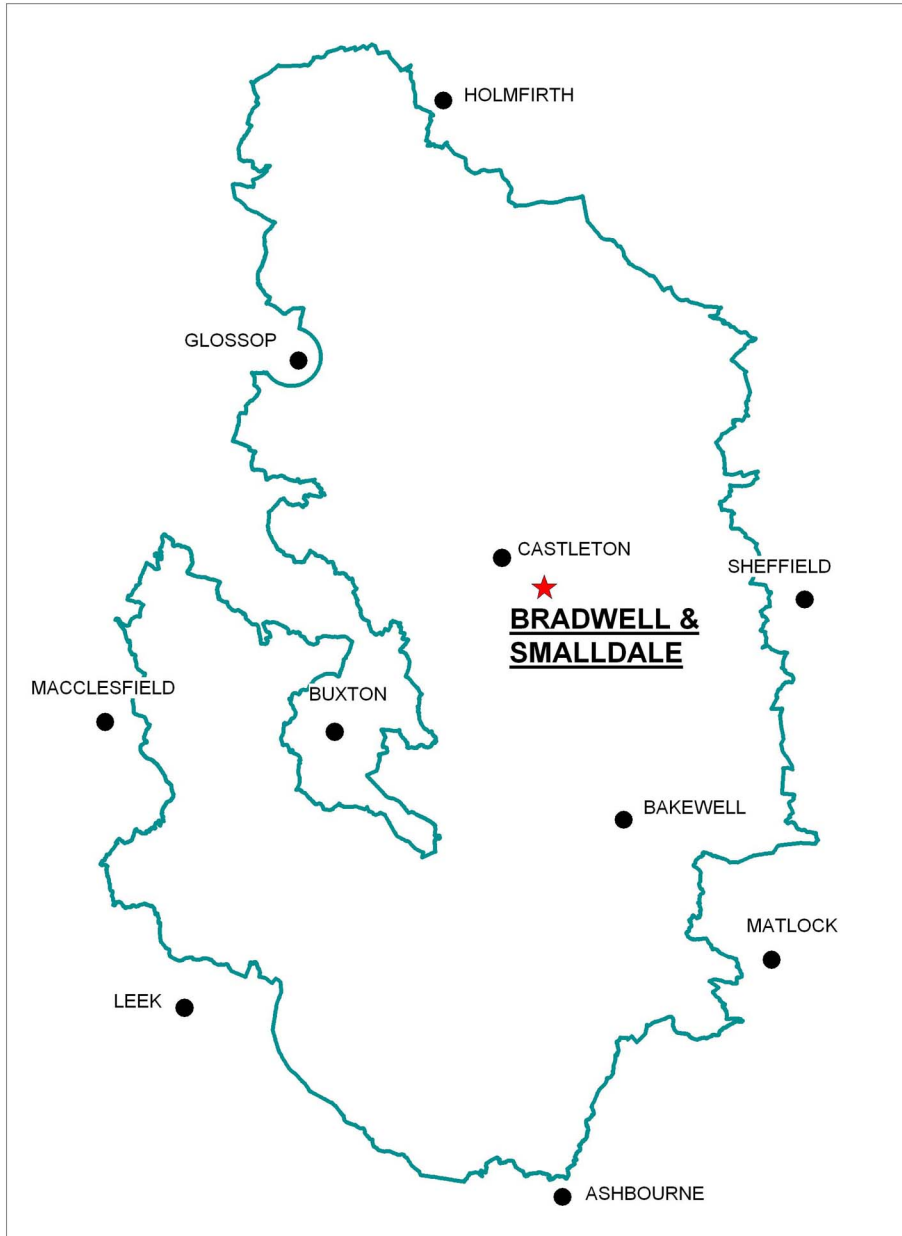 HOLMFIRTH
GLOSSOP
CASTLETON
SHEFFIELD
BRADWELL &
SMALLDALE
MACCLESFIELD
BUXTON
BAKEWELL
MATLOCK
LEEK
ASHBOURNE